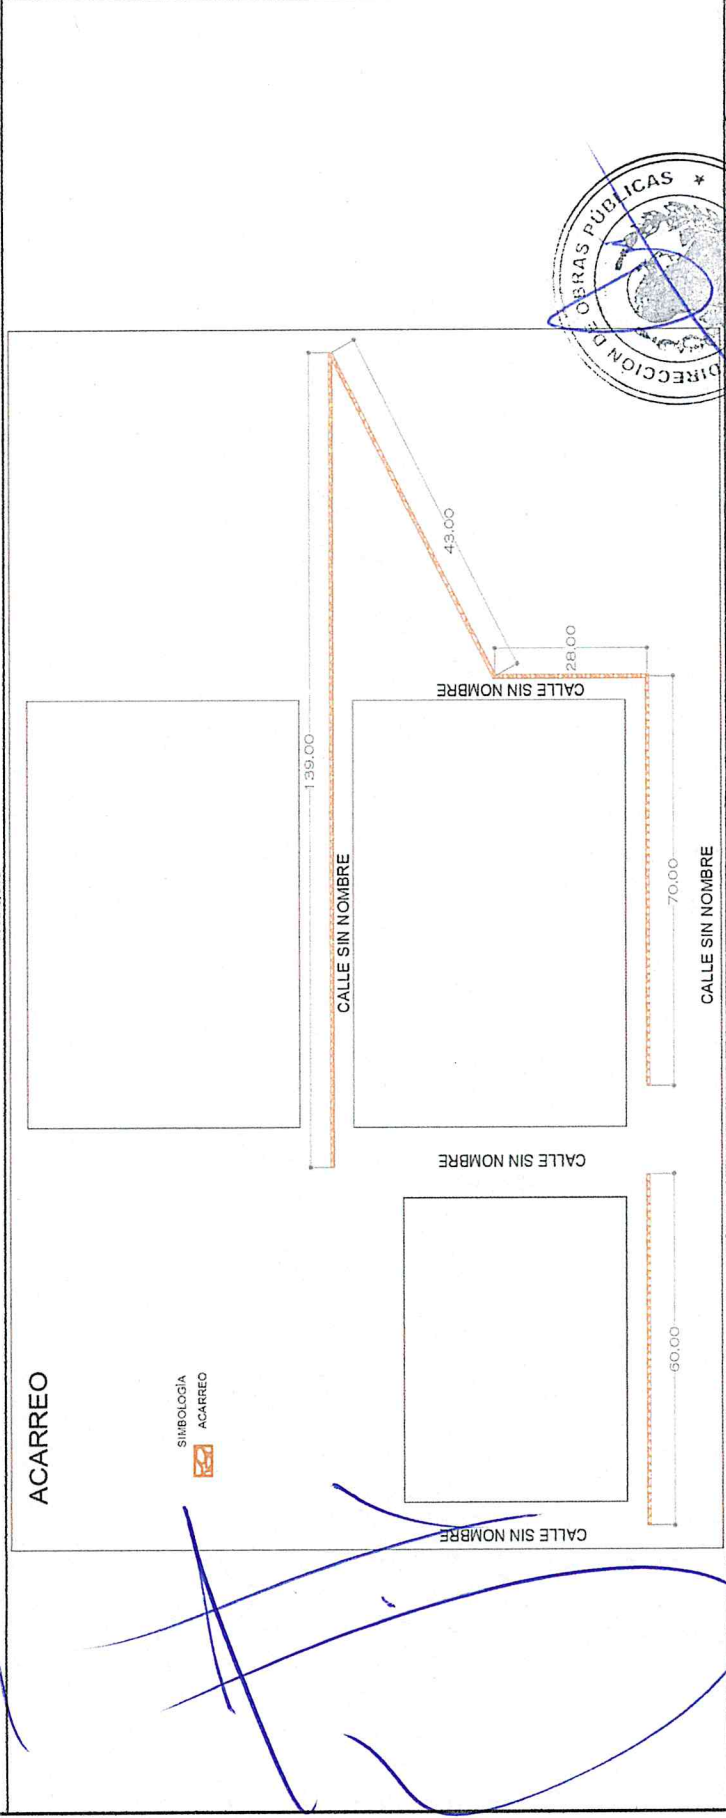 ACARREO
SIMBOLOGÍA
ACARREO
139.00
CALLE SIN NOMBRE
43.00
CALLE SIN NOMBRE
28.00
CALLE SIN NOMBRE
70.00
CALLE SIN NOMBRE
CALLE SIN NOMBRE
60.00
DIRECCIÓN DE OBRAS PÚBLICAS *